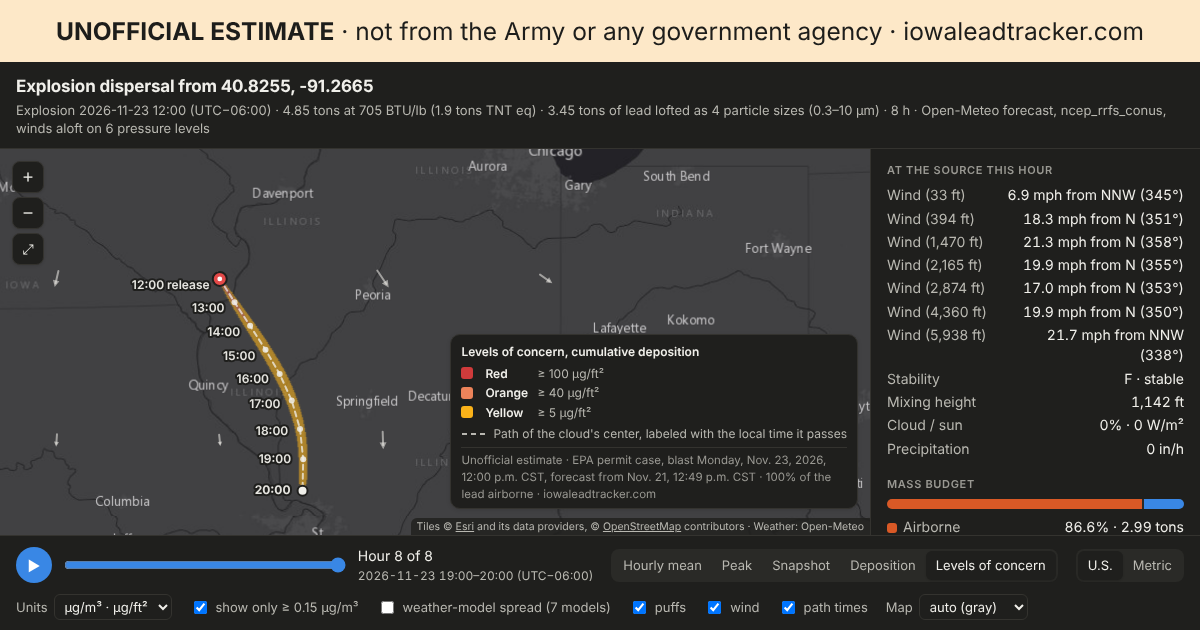 UNOFFICIAL ESTIMATE · not from the Army or any government agency · iowaleadtracker.com
Explosion dispersal from 40.8255, -91.2665
Explosion 2026-11-23 12:00 (UTC−06:00) · 4.85 tons at 705 BTU/lb (1.9 tons TNT eq) · 3.45 tons of lead lofted as 4 particle sizes (0.3–10 µm) · 8 h · Open-Meteo forecast, ncep_rrfs_conus,
winds aloft on 6 pressure levels
+
−
Chicago
ILLINOIS
Aurora
Gary
South Bend
Davenport
ILLINOIS
INDIANA
Fort Wayne
IOWA
12:00 release
Peoria
13:00
14:00
Lafayette
Kokomo
15:00
16:00
Quincy
ILLINOIS
17:00
Springfield
Decatur
18:00
ILLIN
19:00
20:00
Columbia
St.
Levels of concern, cumulative deposition
Red ≥ 100 µg/ft²
Orange ≥ 40 µg/ft²
Yellow ≥ 5 µg/ft²
Path of the cloud's center, labeled with the local time it passes
Unofficial estimate · EPA permit case, blast Monday, Nov. 23, 2026,
12:00 p.m. CST, forecast from Nov. 21, 12:49 p.m. CST · 100% of the
lead airborne · iowaleadtracker.com
Tiles © Esri and its data providers, © OpenStreetMap contributors · Weather: Open-Meteo
AT THE SOURCE THIS HOUR
Wind (33 ft) 6.9 mph from NNW (345°)
Wind (394 ft) 18.3 mph from N (351°)
Wind (1,470 ft) 21.3 mph from N (358°)
Wind (2,165 ft) 19.9 mph from N (355°)
Wind (2,874 ft) 17.0 mph from N (353°)
Wind (4,360 ft) 19.9 mph from N (350°)
Wind (5,938 ft) 21.7 mph from NNW
(338°)
Stability F · stable
Mixing height 1,142 ft
Cloud / sun 0% · 0 W/m²
Precipitation 0 in/h
MASS BUDGET
Airborne 86.6% · 2.99 tons
Hour 8 of 8
2026-11-23 19:00–20:00 (UTC−06:00)
Hourly mean Peak Snapshot Deposition Levels of concern U.S. Metric
Units µg/m³ · µg/ft² show only ≥ 0.15 µg/m³ weather-model spread (7 models) puffs wind path times Map auto (gray)